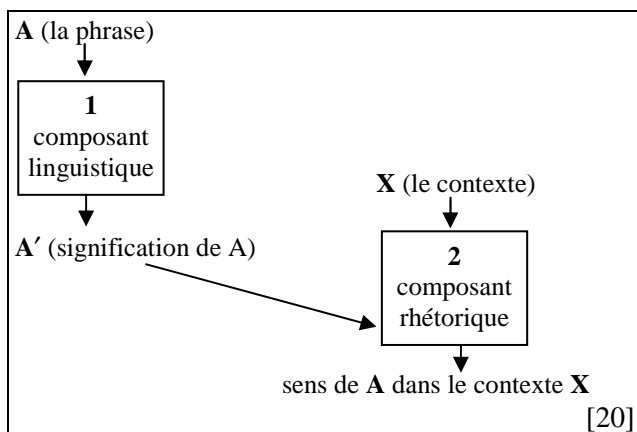 A (la phrase)
1
composant
linguistique
X (le contexte)
A′ (signification de A)
2
composant
rhétorique
sens de A dans le contexte X
[20]